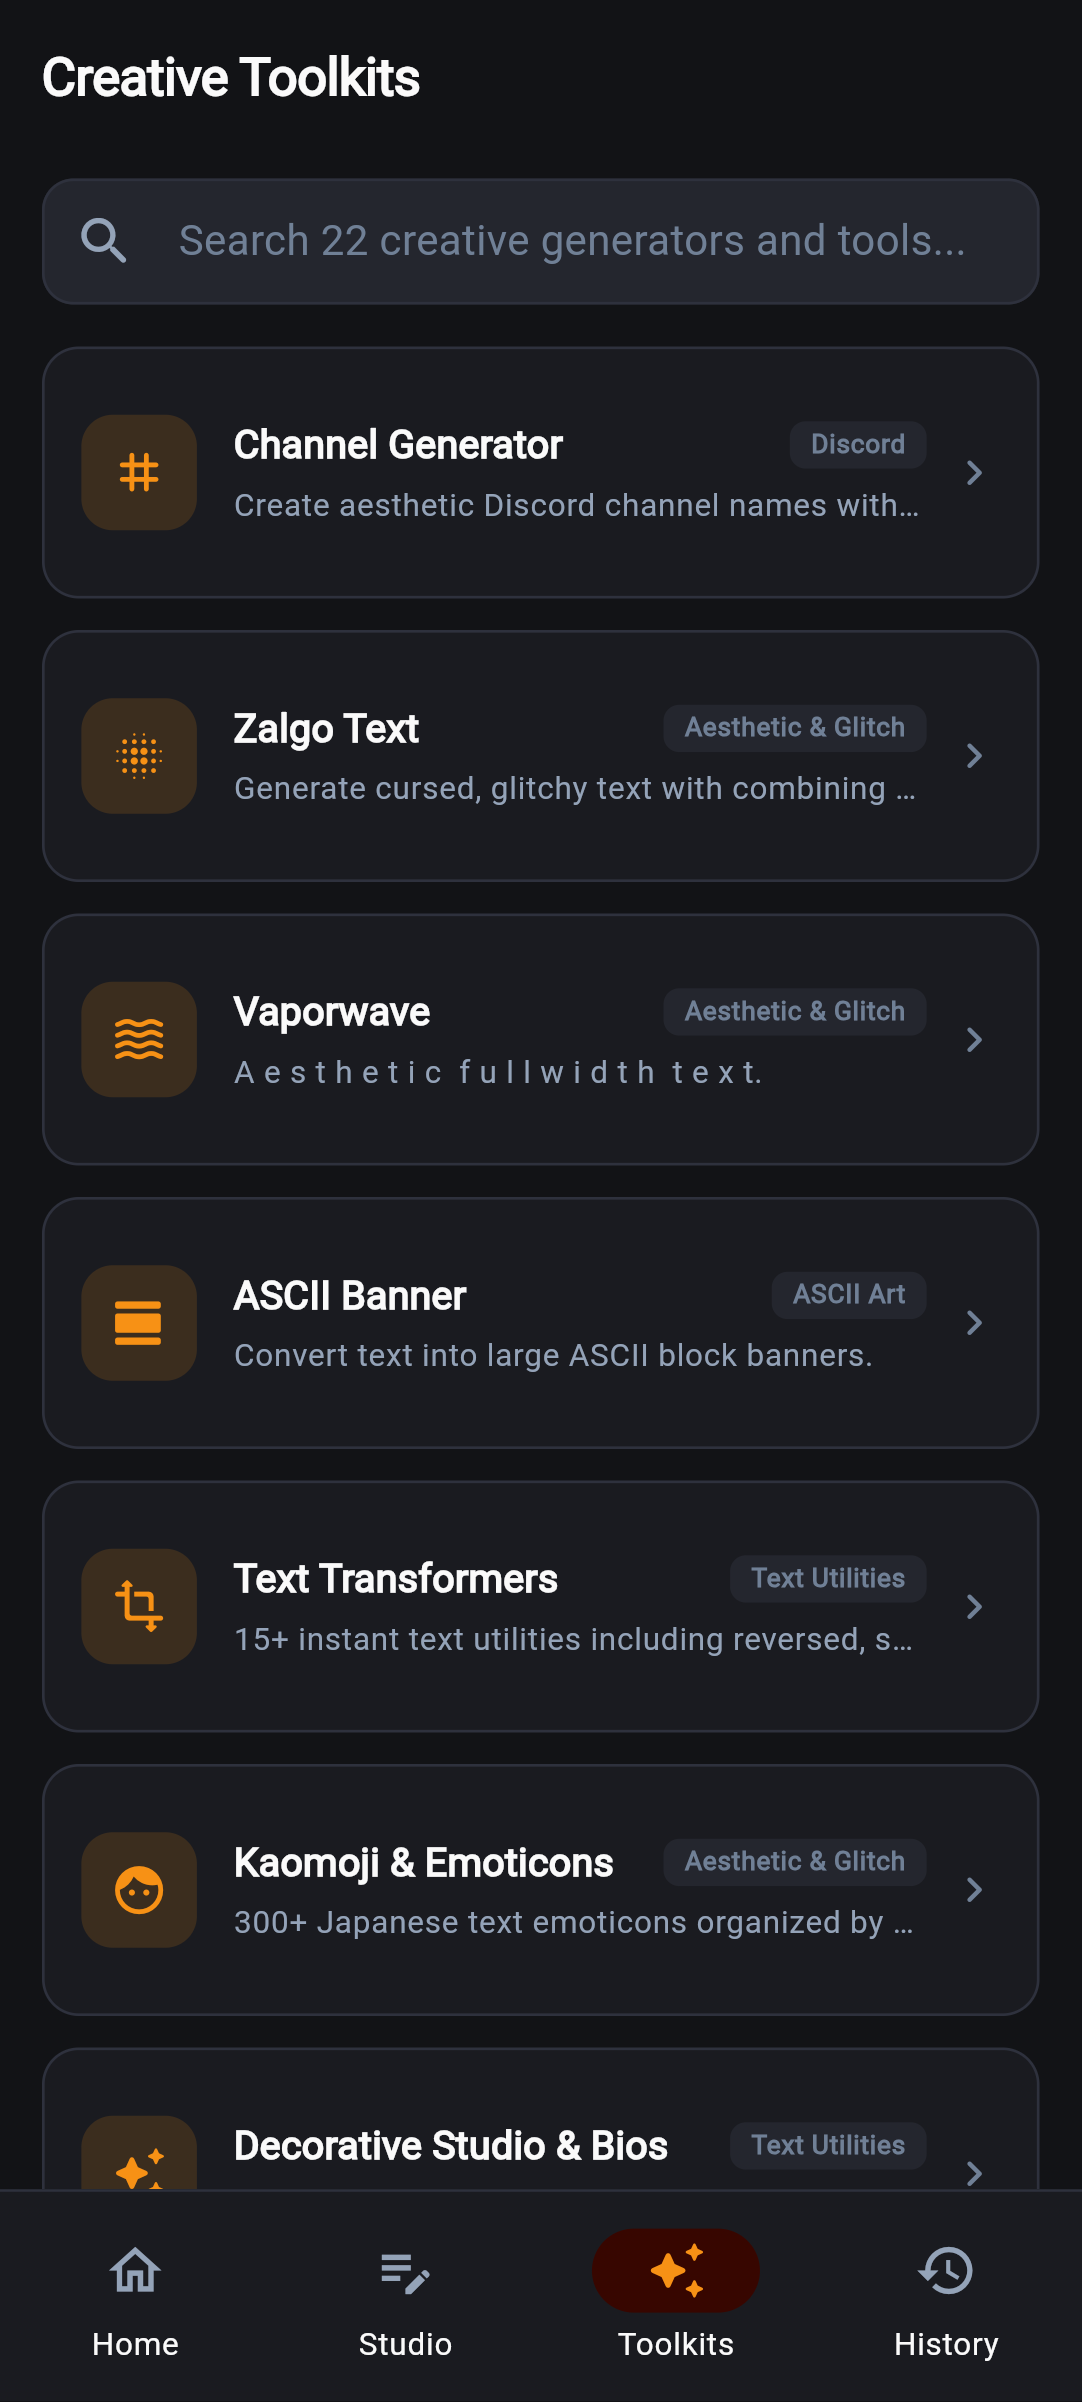 Creative Toolkits
Search 22 creative generators and tools...
Channel Generator
Discord
Create aesthetic Discord channel names with...
Zalgo Text
Aesthetic & Glitch
Generate cursed, glitchy text with combining ...
Vaporwave
Aesthetic & Glitch
A e s t h e t i c  f u l l w i d t h  t e x t.
ASCII Banner
ASCII Art
Convert text into large ASCII block banners.
Text Transformers
Text Utilities
15+ instant text utilities including reversed, s...
Kaomoji & Emoticons
Aesthetic & Glitch
300+ Japanese text emoticons organized by ...
Decorative Studio & Bios
Text Utilities
Home
Studio
Toolkits
History